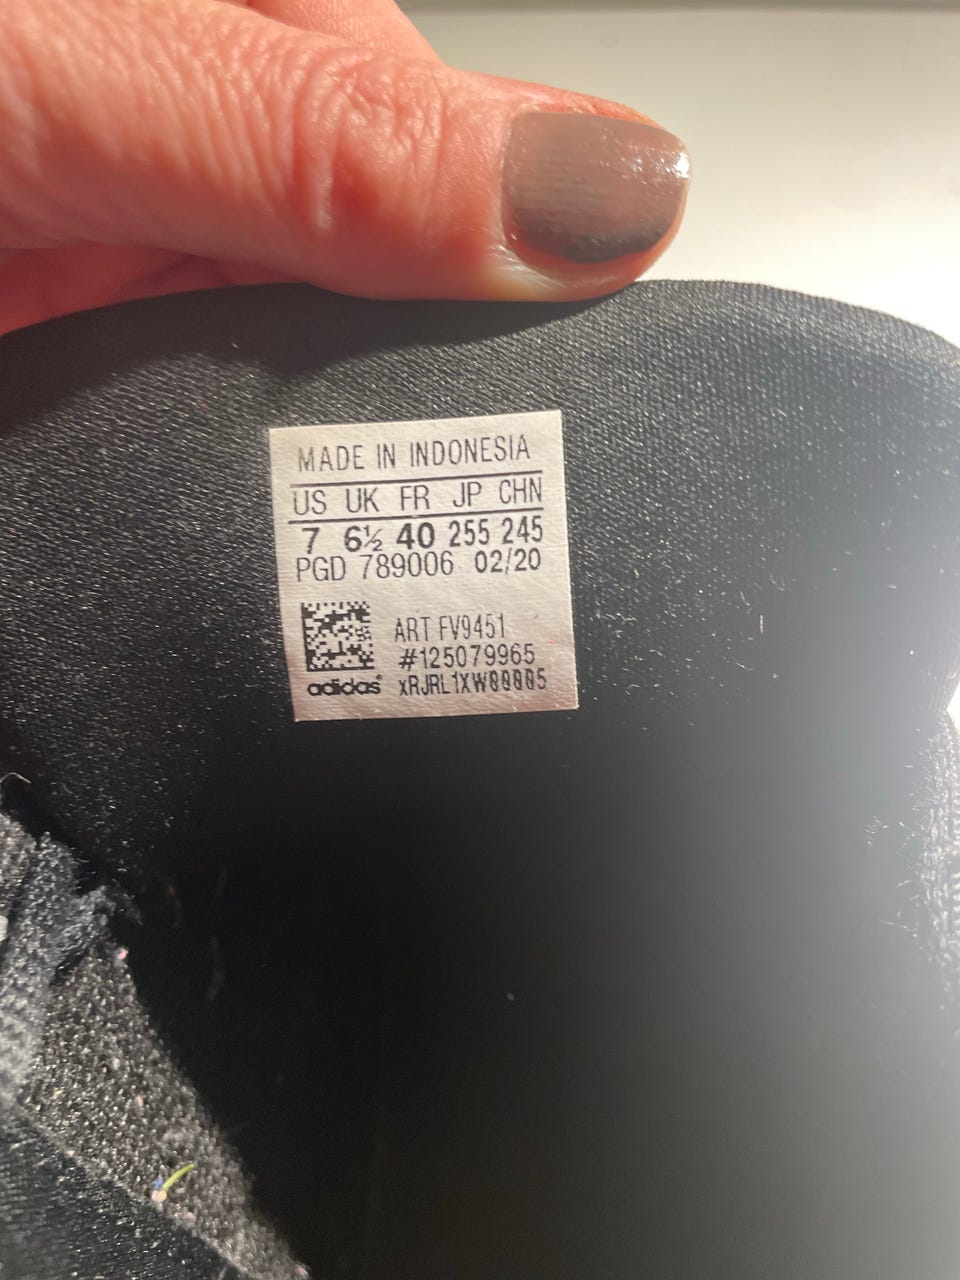 MADE IN INDONESIA
US UK FR JP CHN
7 6½ 40 255 245
PGD 789006 02/20
ART FV9451
#125079965
adidas xRJRL1XW00005